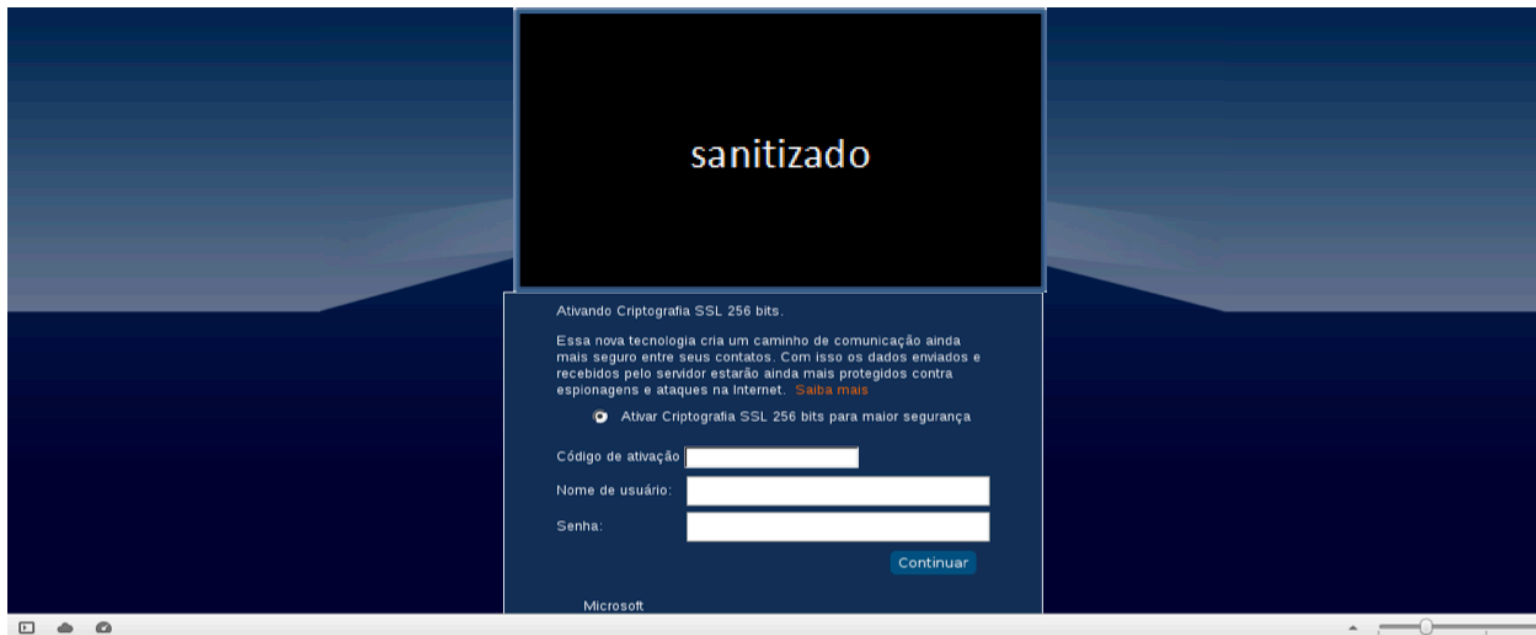 sanitizado
Ativando Criptografia SSL 256 bits.
Essa nova tecnologia cria um caminho de comunicação ainda
mais seguro entre seus contatos. Com isso os dados enviados e
recebidos pelo servidor estarão ainda mais protegidos contra
espionagens e ataques na Internet. Saiba mais
Ativar Criptografia SSL 256 bits para maior segurança
Código de ativação
Nome de usuário:
Senha:
Continuar
Microsoft